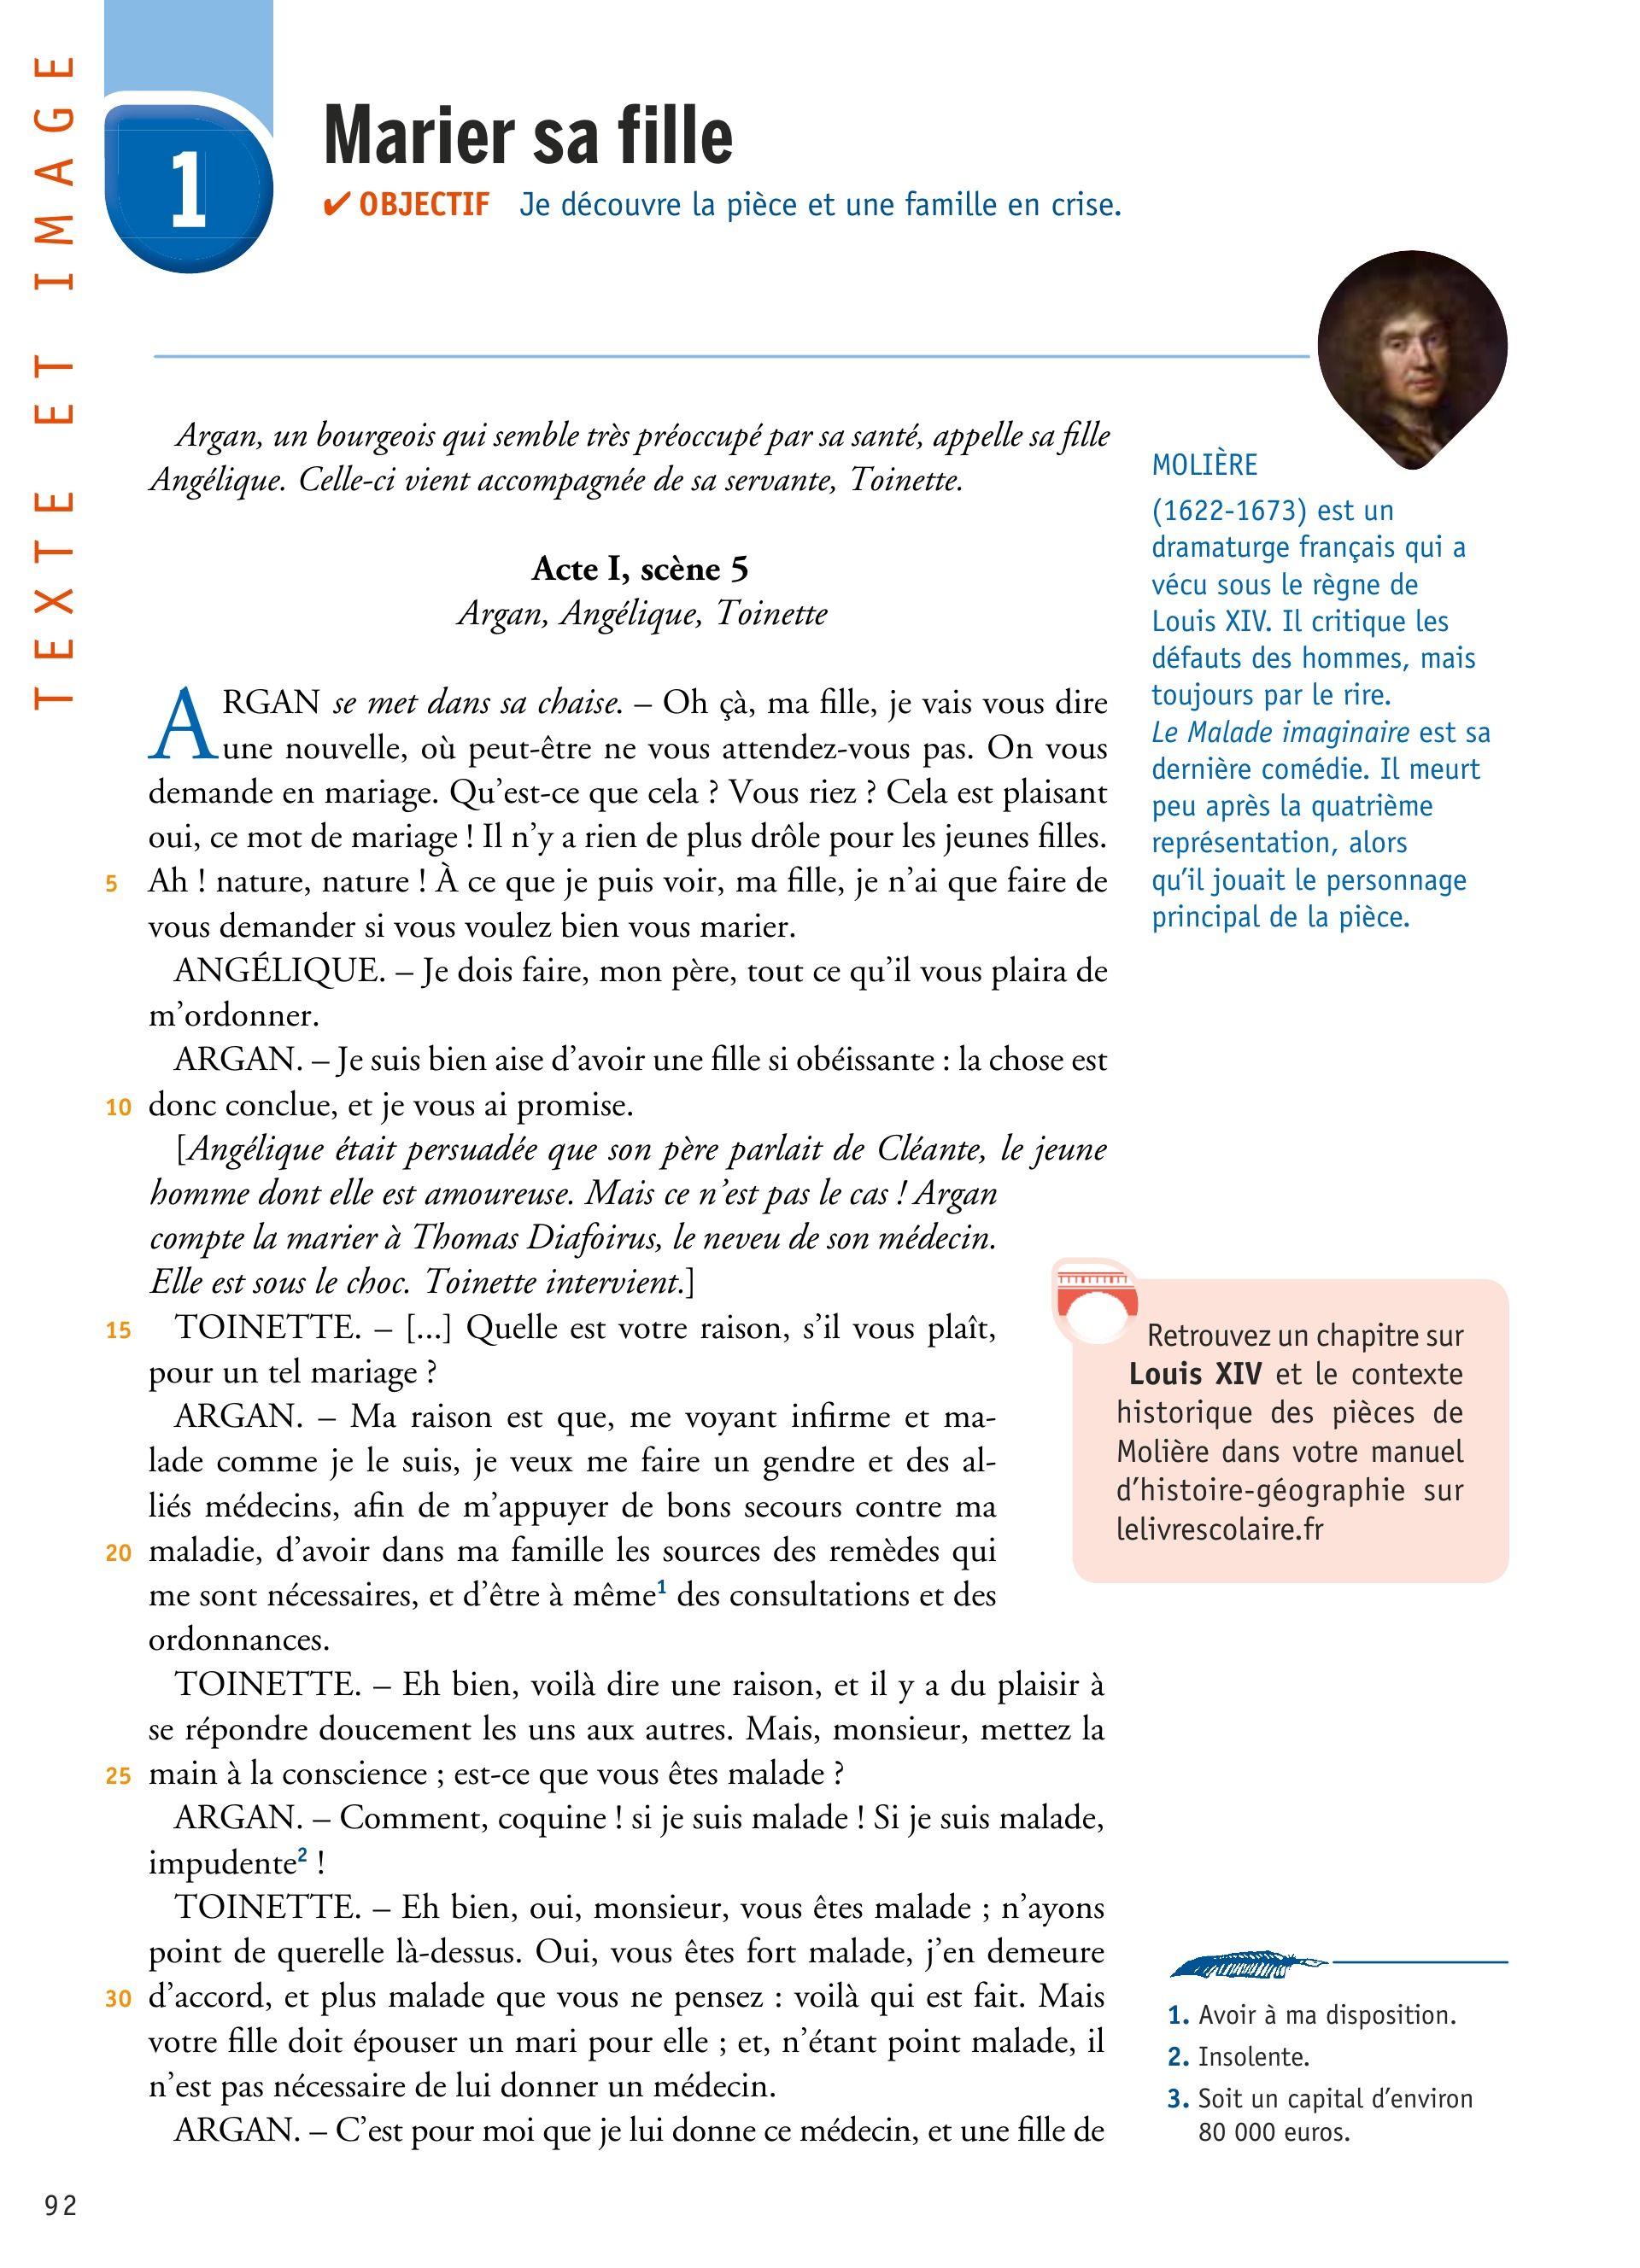 TEXTE ET IMAGE
1
Marier sa fille
✔ OBJECTIF Je découvre la pièce et une famille en crise.
Argan, un bourgeois qui semble très préoccupé par sa santé, appelle sa fille
Angélique. Celle-ci vient accompagnée de sa servante, Toinette.
Acte I, scène 5
Argan, Angélique, Toinette
ARGAN se met dans sa chaise. – Oh çà, ma fille, je vais vous dire
une nouvelle, où peut-être ne vous attendez-vous pas. On vous
demande en mariage. Qu’est-ce que cela ? Vous riez ? Cela est plaisant
oui, ce mot de mariage ! Il n’y a rien de plus drôle pour les jeunes filles.
5 Ah ! nature, nature ! À ce que je puis voir, ma fille, je n’ai que faire de
vous demander si vous voulez bien vous marier.
ANGÉLIQUE. – Je dois faire, mon père, tout ce qu’il vous plaira de
m’ordonner.
ARGAN. – Je suis bien aise d’avoir une fille si obéissante : la chose est
10 donc conclue, et je vous ai promise.
[Angélique était persuadée que son père parlait de Cléante, le jeune
homme dont elle est amoureuse. Mais ce n’est pas le cas ! Argan
compte la marier à Thomas Diafoirus, le neveu de son médecin.
Elle est sous le choc. Toinette intervient.]
15 TOINETTE. – [...] Quelle est votre raison, s’il vous plaît,
pour un tel mariage ?
ARGAN. – Ma raison est que, me voyant infirme et ma-
lade comme je le suis, je veux me faire un gendre et des al-
liés médecins, afin de m’appuyer de bons secours contre ma
20 maladie, d’avoir dans ma famille les sources des remèdes qui
me sont nécessaires, et d’être à même1 des consultations et des
ordonnances.
TOINETTE. – Eh bien, voilà dire une raison, et il y a du plaisir à
se répondre doucement les uns aux autres. Mais, monsieur, mettez la
25 main à la conscience ; est-ce que vous êtes malade ?
ARGAN. – Comment, coquine ! si je suis malade ! Si je suis malade,
impudente2 !
TOINETTE. – Eh bien, oui, monsieur, vous êtes malade ; n’ayons
point de querelle là-dessus. Oui, vous êtes fort malade, j’en demeure
30 d’accord, et plus malade que vous ne pensez : voilà qui est fait. Mais
votre fille doit épouser un mari pour elle ; et, n’étant point malade, il
n’est pas nécessaire de lui donner un médecin.
ARGAN. – C’est pour moi que je lui donne ce médecin, et une fille de
MOLIÈRE
(1622-1673) est un
dramaturge français qui a
vécu sous le règne de
Louis XIV. Il critique les
défauts des hommes, mais
toujours par le rire.
Le Malade imaginaire est sa
dernière comédie. Il meurt
peu après la quatrième
représentation, alors
qu’il jouait le personnage
principal de la pièce.
Retrouvez un chapitre sur
Louis XIV et le contexte
historique des pièces de
Molière dans votre manuel
d’histoire-géographie sur
lelivrescolaire.fr
1. Avoir à ma disposition.
2. Insolente.
3. Soit un capital d’environ
80 000 euros.
92